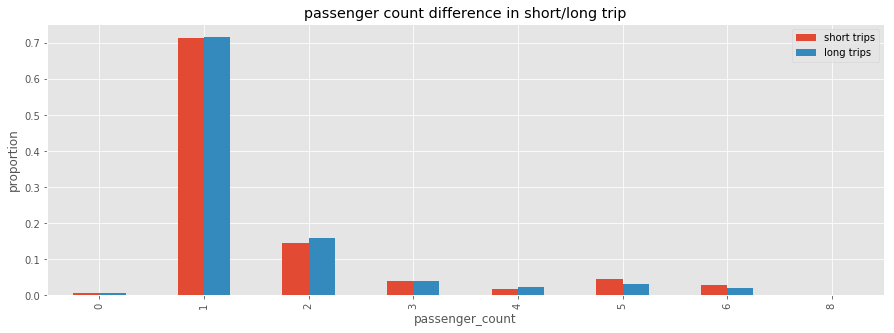 passenger count difference in short/long trip
short trips
long trips
0.7
0.6
0.5
0.4
0.3
0.2
0.1
0.0
proportion
0 1 2 3 4 5 6 8
passenger_count